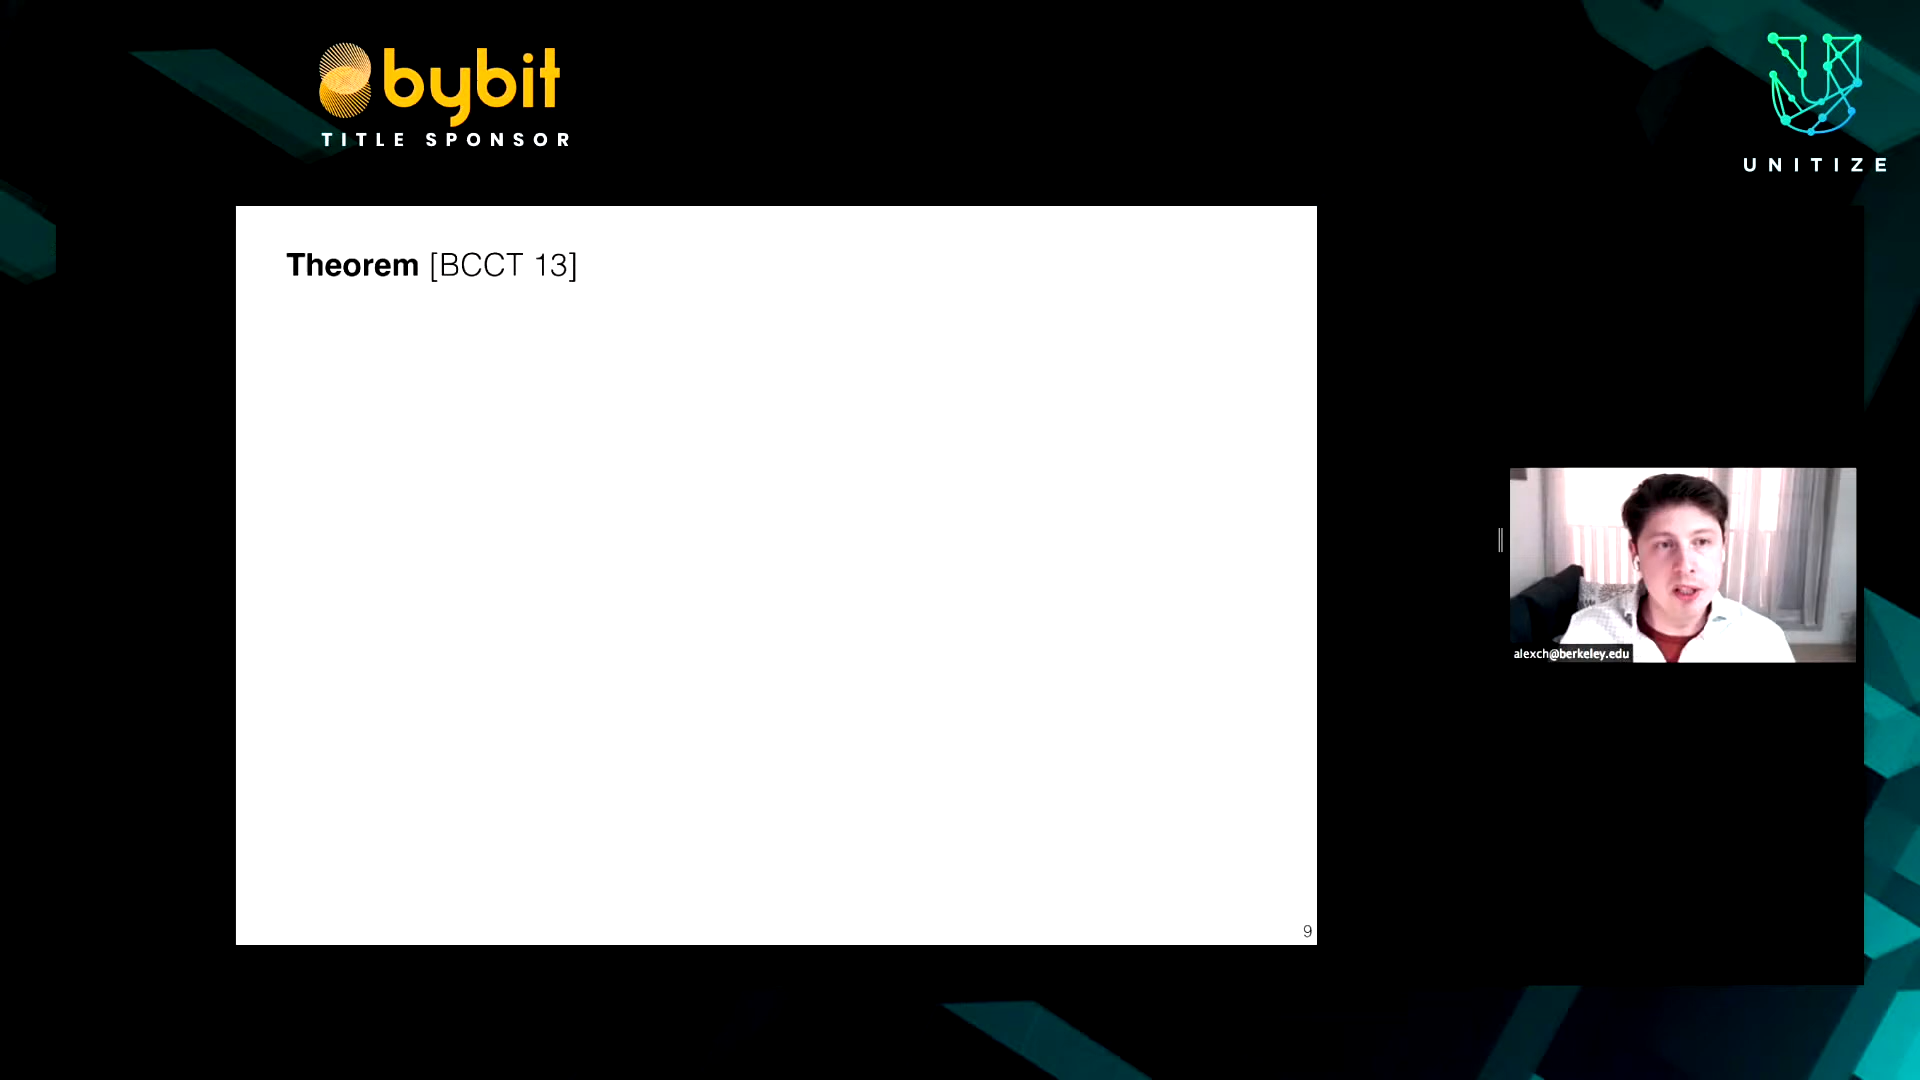 bybit
TITLE SPONSOR
UNITIZE
Theorem [BCCT 13]
alexch@berkeley.edu
9